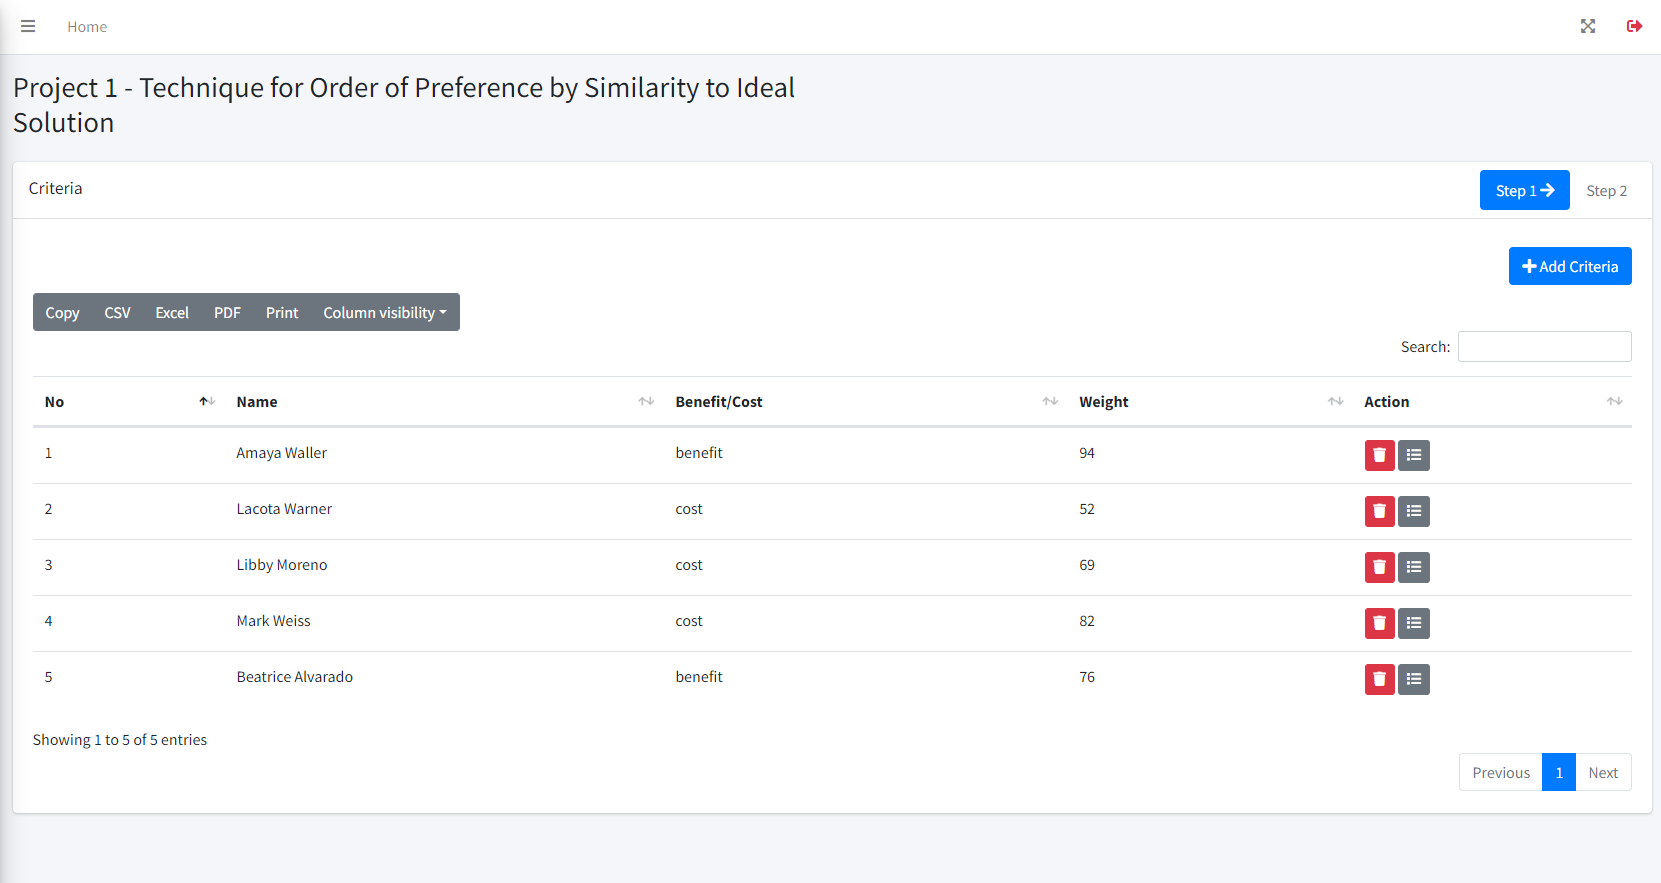 Home
Project 1 - Technique for Order of Preference by Similarity to Ideal
Solution
Criteria
Step 1
Step 2
Add Criteria
Copy CSV Excel PDF Print Column visibility
Search:
No Name Benefit/Cost Weight Action
1 Amaya Waller benefit 94
2 Lacota Warner cost 52
3 Libby Moreno cost 69
4 Mark Weiss cost 82
5 Beatrice Alvarado benefit 76
Showing 1 to 5 of 5 entries
Previous 1 Next